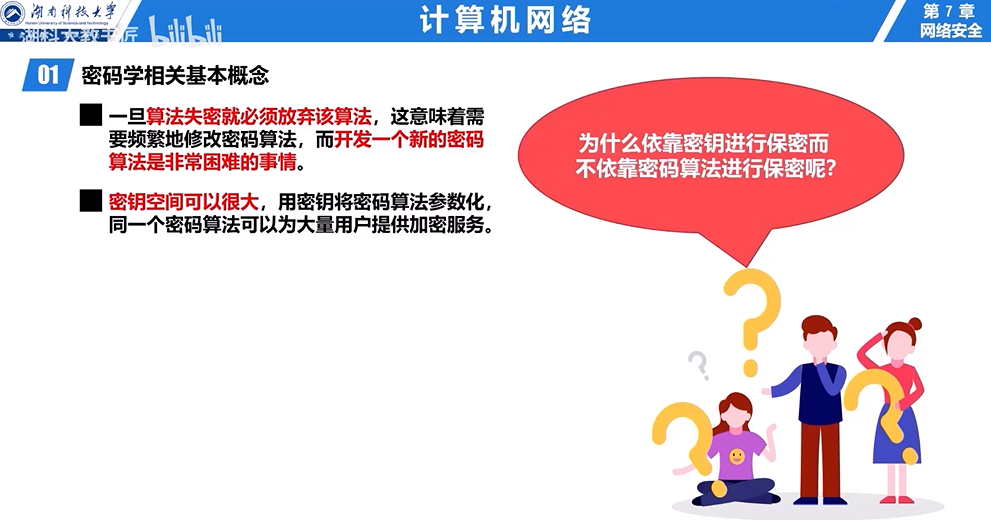 湖南科技大学
Hunan University of Science and Technology
计算机网络
第 7 章
网络安全
湖科大教书匠
bilibili
01 密码学相关基本概念
一旦算法失密就必须放弃该算法，这意味着需
要频繁地修改密码算法，而开发一个新的密码
算法是非常困难的事情。
密钥空间可以很大，用密钥将密码算法参数化，
同一个密码算法可以为大量用户提供加密服务。
为什么依靠密钥进行保密而
不依靠密码算法进行保密呢？